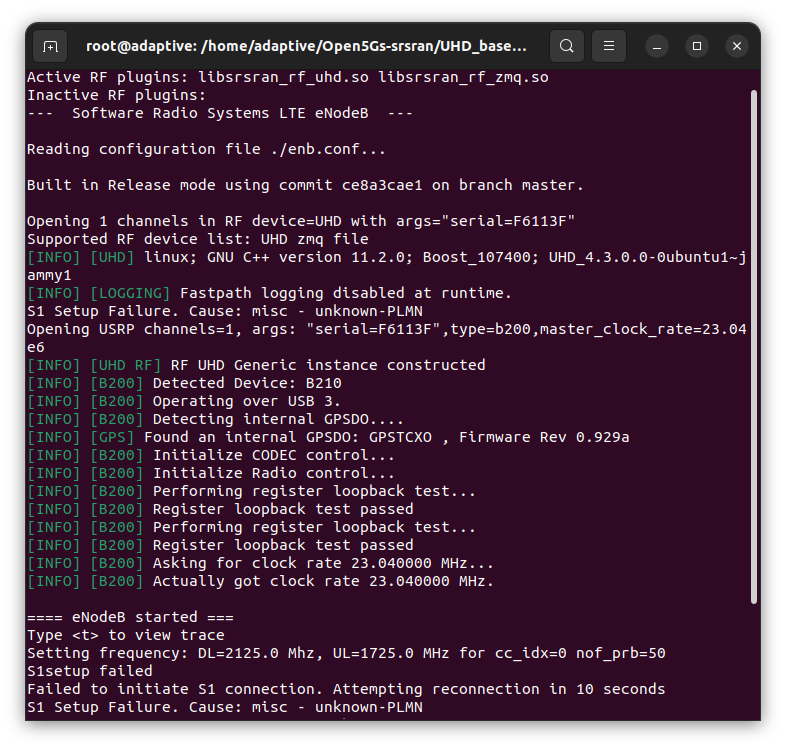 root@adaptive: /home/adaptive/Open5Gs-srsran/UHD_base...
Active RF plugins: libsrsran_rf_uhd.so libsrsran_rf_zmq.so
Inactive RF plugins:
---  Software Radio Systems LTE eNodeB  ---
Reading configuration file ./enb.conf...
Built in Release mode using commit ce8a3cae1 on branch master.
Opening 1 channels in RF device=UHD with args="serial=F6113F"
Supported RF device list: UHD zmq file
[INFO] [UHD] linux; GNU C++ version 11.2.0; Boost_107400; UHD_4.3.0.0-0ubuntu1~j
ammy1
[INFO] [LOGGING] Fastpath logging disabled at runtime.
S1 Setup Failure. Cause: misc - unknown-PLMN
Opening USRP channels=1, args: "serial=F6113F",type=b200,master_clock_rate=23.04
e6
[INFO] [UHD RF] RF UHD Generic instance constructed
[INFO] [B200] Detected Device: B210
[INFO] [B200] Operating over USB 3.
[INFO] [B200] Detecting internal GPSDO....
[INFO] [GPS] Found an internal GPSDO: GPSTCXO , Firmware Rev 0.929a
[INFO] [B200] Initialize CODEC control...
[INFO] [B200] Initialize Radio control...
[INFO] [B200] Performing register loopback test...
[INFO] [B200] Register loopback test passed
[INFO] [B200] Performing register loopback test...
[INFO] [B200] Register loopback test passed
[INFO] [B200] Asking for clock rate 23.040000 MHz...
[INFO] [B200] Actually got clock rate 23.040000 MHz.
==== eNodeB started ===
Type <t> to view trace
Setting frequency: DL=2125.0 Mhz, UL=1725.0 MHz for cc_idx=0 nof_prb=50
S1setup failed
Failed to initiate S1 connection. Attempting reconnection in 10 seconds
S1 Setup Failure. Cause: misc - unknown-PLMN